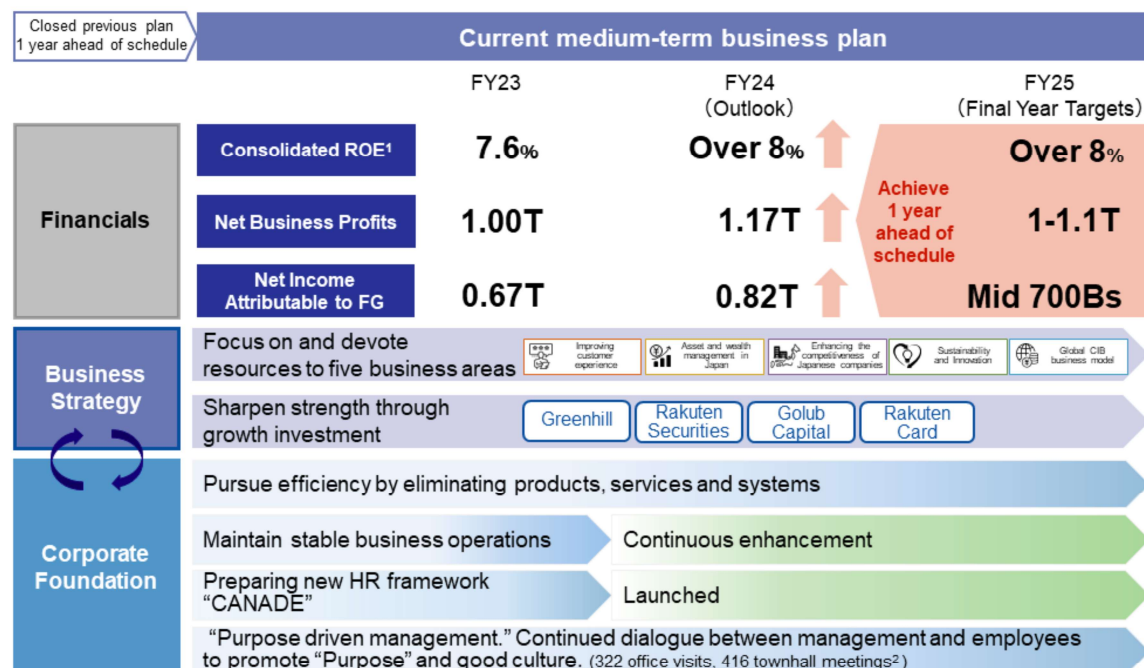 Closed previous plan
1 year ahead of schedule
Current medium-term business plan
FY23
FY24
（Outlook）
FY25
（Final Year Targets）
Financials
Consolidated ROE1
7.6%
Over 8%
Over 8%
Net Business Profits
1.00T
1.17T
1-1.1T
Net Income
Attributable to FG
0.67T
0.82T
Mid 700Bs
Achieve
1 year
ahead of
schedule
Business
Strategy
Focus on and devote
resources to five business areas
Improving
customer
experience
Asset and wealth
management in
Japan
Enhancing the
competitiveness of
Japanese companies
Sustainability
and Innovation
Global CIB
business model
Sharpen strength through
growth investment
Greenhill
Rakuten
Securities
Golub
Capital
Rakuten
Card
Corporate
Foundation
Pursue efficiency by eliminating products, services and systems
Maintain stable business operations
Continuous enhancement
Preparing new HR framework
“CANADE”
Launched
“Purpose driven management.” Continued dialogue between management and employees
to promote “Purpose” and good culture. (322 office visits, 416 townhall meetings2 )